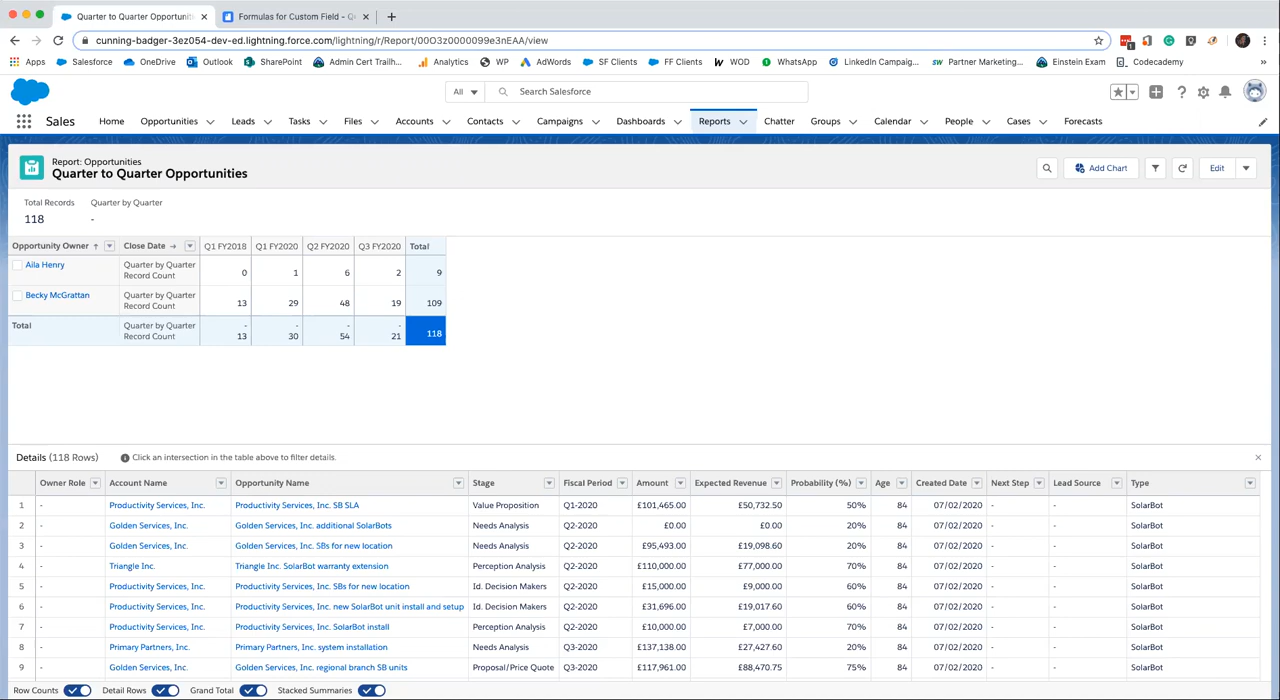 Quarter to Quarter Opportuniti
Formulas for Custom Field - Q
cunning-badger-3ez054-dev-ed.lightning.force.com/lightning/r/Report/00O3z0000099e3nEAA/view
Apps Salesforce OneDrive Outlook SharePoint Admin Cert Trailh... Analytics WP AdWords SF Clients FF Clients WOD WhatsApp LinkedIn Campaig... Partner Marketing... Einstein Exam Codecademy
All Search Salesforce
Sales Home Opportunities Leads Tasks Files Accounts Contacts Campaigns Dashboards Reports Chatter Groups Calendar People Cases Forecasts
Report: Opportunities
Quarter to Quarter Opportunities
Add Chart Edit
Total Records Quarter by Quarter
118 -
Opportunity Owner ↑ Close Date → Q1 FY2018 Q1 FY2020 Q2 FY2020 Q3 FY2020 Total
Aila Henry Quarter by Quarter
Record Count 0 1 6 2 9
Becky McGrattan Quarter by Quarter
Record Count 13 29 48 19 109
Total Quarter by Quarter - - - -
Record Count 13 30 54 21 118
Details (118 Rows) Click an intersection in the table above to filter details.
Owner Role Account Name Opportunity Name Stage Fiscal Period Amount Expected Revenue Probability (%) Age Created Date Next Step Lead Source Type
1 - Productivity Services, Inc. Productivity Services, Inc. SB SLA Value Proposition Q1-2020 £101,465.00 £50,732.50 50% 84 07/02/2020 - - SolarBot
2 - Golden Services, Inc. Golden Services, Inc. additional SolarBots Needs Analysis Q2-2020 £0.00 £0.00 20% 84 07/02/2020 - - SolarBot
3 - Golden Services, Inc. Golden Services, Inc. SBs for new location Needs Analysis Q2-2020 £95,493.00 £19,098.60 20% 84 07/02/2020 - - SolarBot
4 - Triangle Inc. Triangle Inc. SolarBot warranty extension Perception Analysis Q2-2020 £110,000.00 £77,000.00 70% 84 07/02/2020 - - SolarBot
5 - Productivity Services, Inc. Productivity Services, Inc. SBs for new location Id. Decision Makers Q2-2020 £15,000.00 £9,000.00 60% 84 07/02/2020 - - SolarBot
6 - Productivity Services, Inc. Productivity Services, Inc. new SolarBot unit install and setup Id. Decision Makers Q2-2020 £31,696.00 £19,017.60 60% 84 07/02/2020 - - SolarBot
7 - Productivity Services, Inc. Productivity Services, Inc. SolarBot install Perception Analysis Q2-2020 £10,000.00 £7,000.00 70% 84 07/02/2020 - - SolarBot
8 - Primary Partners, Inc. Primary Partners, Inc. system installation Needs Analysis Q3-2020 £137,138.00 £27,427.60 20% 84 07/02/2020 - - SolarBot
9 - Golden Services, Inc. Golden Services, Inc. regional branch SB units Proposal/Price Quote Q3-2020 £117,961.00 £88,470.75 75% 84 07/02/2020 - - SolarBot
Row Counts Detail Rows Grand Total Stacked Summaries